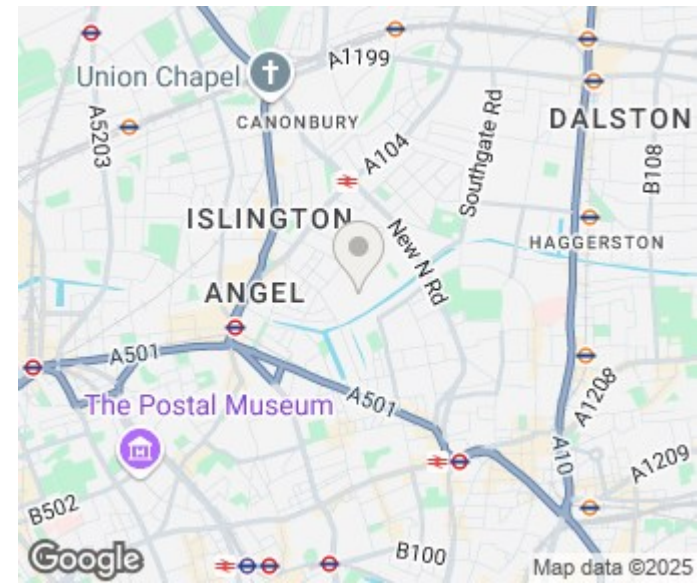 A1199
Union Chapel
CANONBURY
A5203
A104
Southgate Rd
DALSTON
B108
ISLINGTON
New N Rd
HAGGERSTON
ANGEL
A501
A501
A1208
The Postal Museum
A10
A1209
B502
B100
Google
Map data ©2025